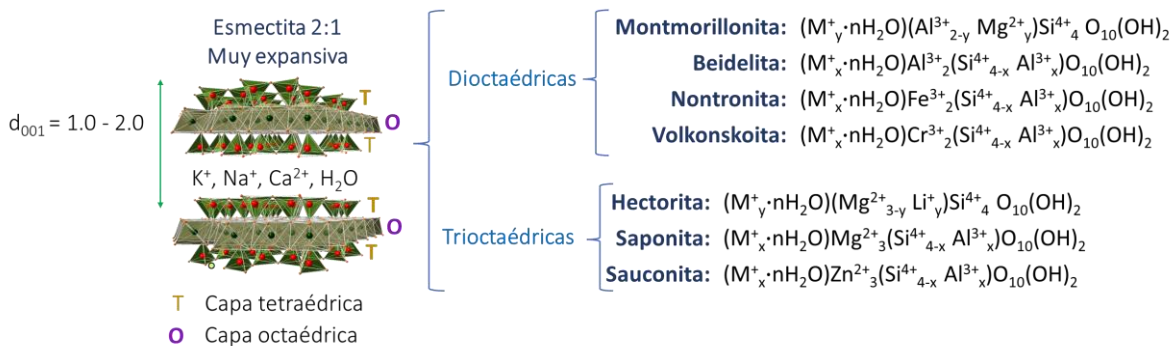 Esmectita 2:1
Muy expansiva
T
O
T
d₀₀₁ = 1.0 - 2.0
K⁺, Na⁺, Ca²⁺, H₂O
T
O
T
T Capa tetraédrica
O Capa octaédrica
Dioctaédricas
Montmorillonita: (M⁺ᵧ·nH₂O)(Al³⁺₂₋ᵧ Mg²⁺ᵧ)Si⁴⁺₄ O₁₀(OH)₂
Beidelita: (M⁺ₓ·nH₂O)Al³⁺₂(Si⁴⁺₄₋ₓ Al³⁺ₓ)O₁₀(OH)₂
Nontronita: (M⁺ₓ·nH₂O)Fe³⁺₂(Si⁴⁺₄₋ₓ Al³⁺ₓ)O₁₀(OH)₂
Volkonskoita: (M⁺ₓ·nH₂O)Cr³⁺₂(Si⁴⁺₄₋ₓ Al³⁺ₓ)O₁₀(OH)₂
Trioctaédricas
Hectorita: (M⁺ᵧ·nH₂O)(Mg²⁺₃₋ᵧ Li⁺ᵧ)Si⁴⁺₄ O₁₀(OH)₂
Saponita: (M⁺ₓ·nH₂O)Mg²⁺₃(Si⁴⁺₄₋ₓ Al³⁺ₓ)O₁₀(OH)₂
Sauconita: (M⁺ₓ·nH₂O)Zn²⁺₃(Si⁴⁺₄₋ₓ Al³⁺ₓ)O₁₀(OH)₂